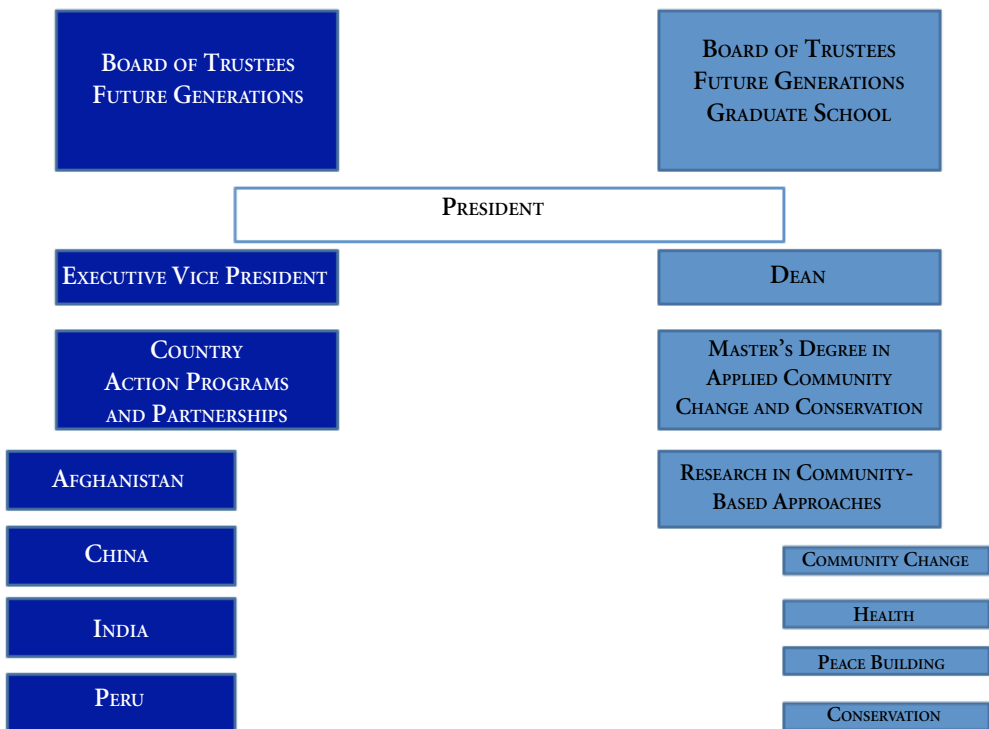 Board of Trustees
Future Generations
Board of Trustees
Future Generations
Graduate School
President
Executive Vice President
Dean
Country
Action Programs
and Partnerships
Master's Degree in
Applied Community
Change and Conservation
Afghanistan
China
India
Peru
Research in Community-
Based Approaches
Community Change
Health
Peace Building
Conservation